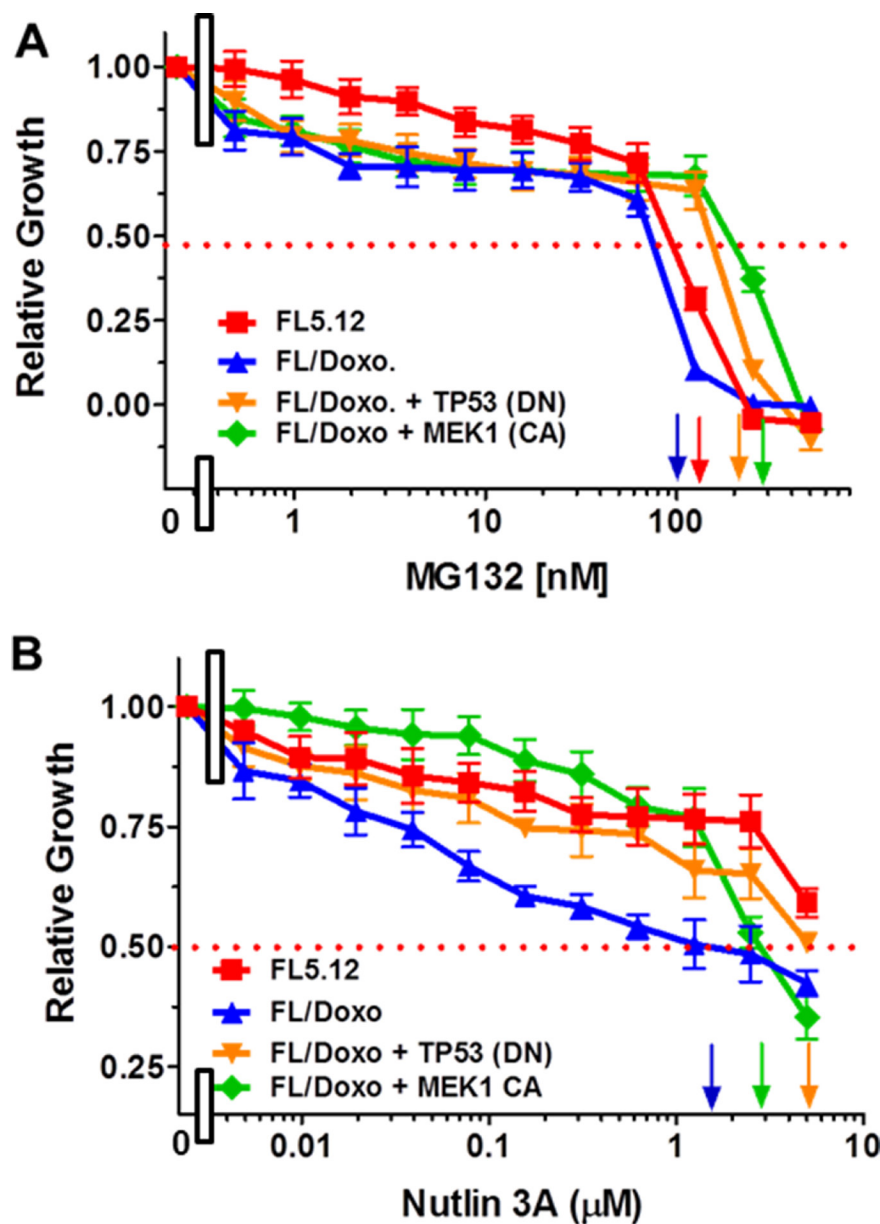 A
1.00
0.75
0.50
0.25
0.00
Relative Growth
FL5.12
FL/Doxo.
FL/Doxo. + TP53 (DN)
FL/Doxo + MEK1 (CA)
0 1 10 100
MG132 [nM]
B
1.00
0.75
0.50
0.25
Relative Growth
FL5.12
FL/Doxo
FL/Doxo + TP53 (DN)
FL/Doxo + MEK1 CA
0 0.01 0.1 1 10
Nutlin 3A (μM)